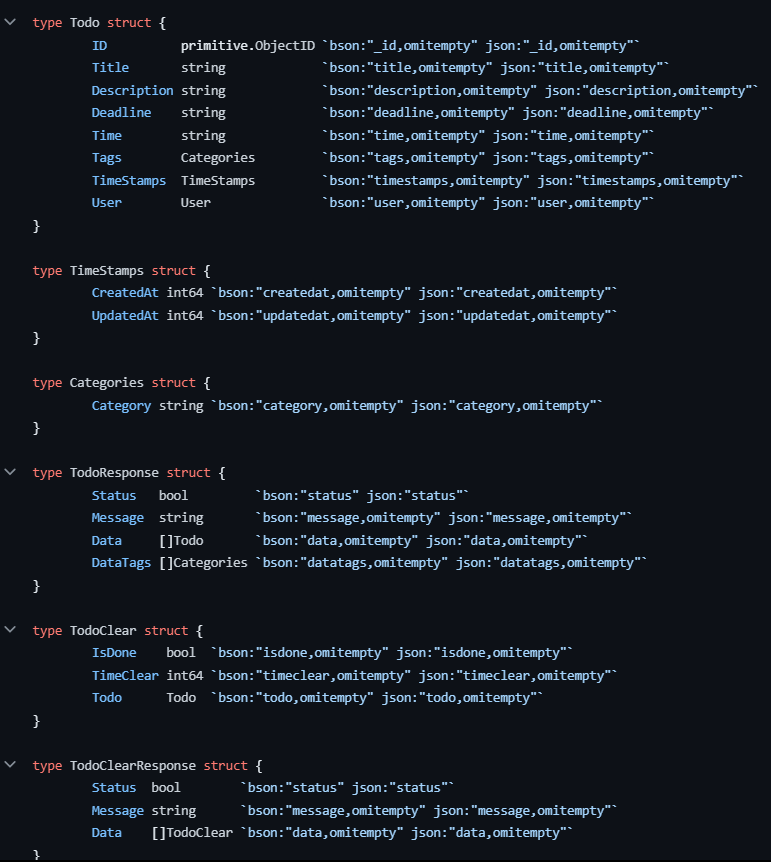 type Todo struct {
ID primitive.ObjectID `bson:"_id,omitempty" json:"_id,omitempty"`
Title string `bson:"title,omitempty" json:"title,omitempty"`
Description string `bson:"description,omitempty" json:"description,omitempty"`
Deadline string `bson:"deadline,omitempty" json:"deadline,omitempty"`
Time string `bson:"time,omitempty" json:"time,omitempty"`
Tags Categories `bson:"tags,omitempty" json:"tags,omitempty"`
TimeStamps TimeStamps `bson:"timestamps,omitempty" json:"timestamps,omitempty"`
User User `bson:"user,omitempty" json:"user,omitempty"`
}
type TimeStamps struct {
CreatedAt int64 `bson:"createdat,omitempty" json:"createdat,omitempty"`
UpdatedAt int64 `bson:"updatedat,omitempty" json:"updatedat,omitempty"`
}
type Categories struct {
Category string `bson:"category,omitempty" json:"category,omitempty"`
}
type TodoResponse struct {
Status bool `bson:"status" json:"status"`
Message string `bson:"message,omitempty" json:"message,omitempty"`
Data []Todo `bson:"data,omitempty" json:"data,omitempty"`
DataTags []Categories `bson:"datatags,omitempty" json:"datatags,omitempty"`
}
type TodoClear struct {
IsDone bool `bson:"isdone,omitempty" json:"isdone,omitempty"`
TimeClear int64 `bson:"timeclear,omitempty" json:"timeclear,omitempty"`
Todo Todo `bson:"todo,omitempty" json:"todo,omitempty"`
}
type TodoClearResponse struct {
Status bool `bson:"status" json:"status"`
Message string `bson:"message,omitempty" json:"message,omitempty"`
Data []TodoClear `bson:"data,omitempty" json:"data,omitempty"`
}